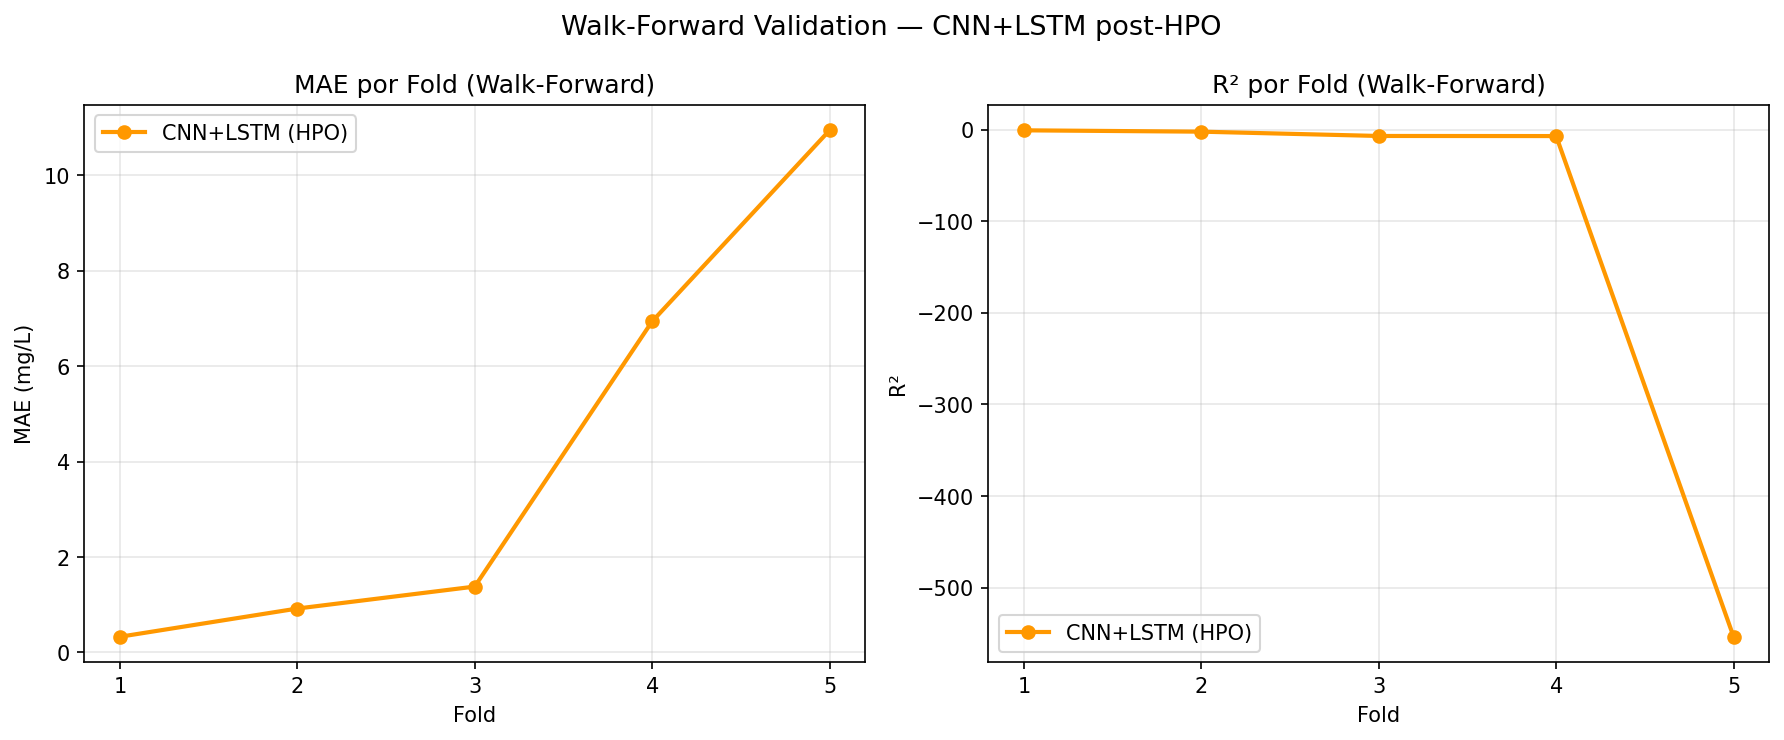 Walk-Forward Validation — CNN+LSTM post-HPO
MAE por Fold (Walk-Forward)
CNN+LSTM (HPO)
MAE (mg/L)
10
8
6
4
2
0
1 2 3 4 5
Fold
R² por Fold (Walk-Forward)
R²
0
−100
−200
−300
−400
−500
CNN+LSTM (HPO)
1 2 3 4 5
Fold